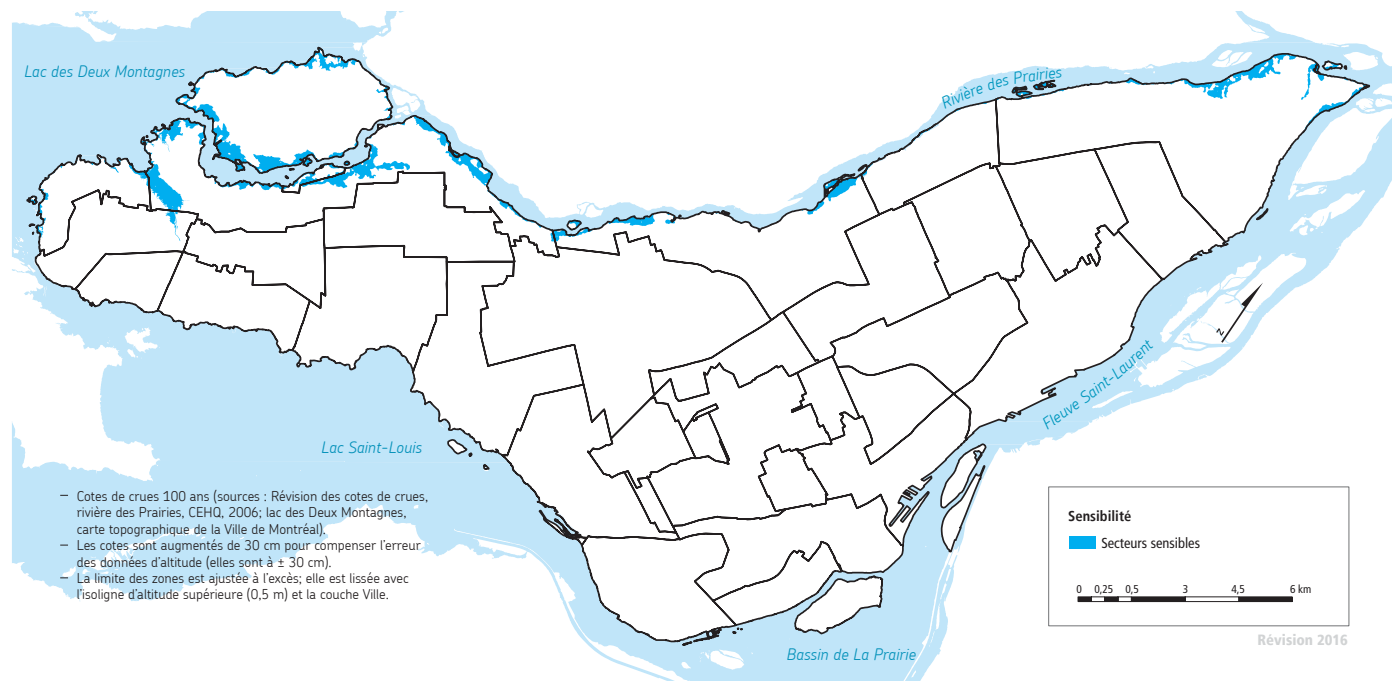 Lac des Deux Montagnes
Rivière des Prairies
Fleuve Saint-Laurent
N
Lac Saint-Louis
Bassin de La Prairie
– Cotes de crues 100 ans (sources : Révision des cotes de crues,
rivière des Prairies, CEHQ, 2006; lac des Deux Montagnes,
carte topographique de la Ville de Montréal).
– Les cotes sont augmentés de 30 cm pour compenser l'erreur
des données d'altitude (elles sont à ± 30 cm).
– La limite des zones est ajustée à l'excès; elle est lissée avec
l'isoligne d'altitude supérieure (0,5 m) et la couche Ville.
Sensibilité
Secteurs sensibles
0 0,25 0,5 3 4,5 6 km
Révision 2016